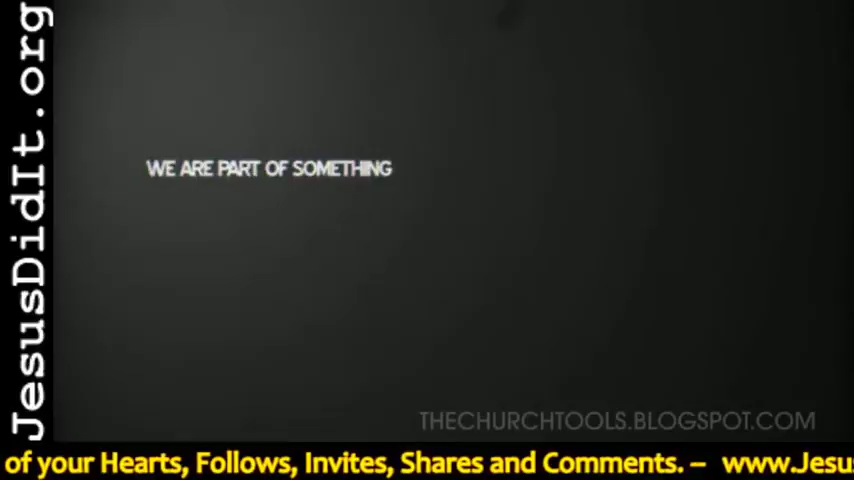 JesusDidIt.org
WE ARE PART OF SOMETHING
THECHURCHTOOLS.BLOGSPOT.COM
of your Hearts, Follows, Invites, Shares and Comments. – www.Jesu